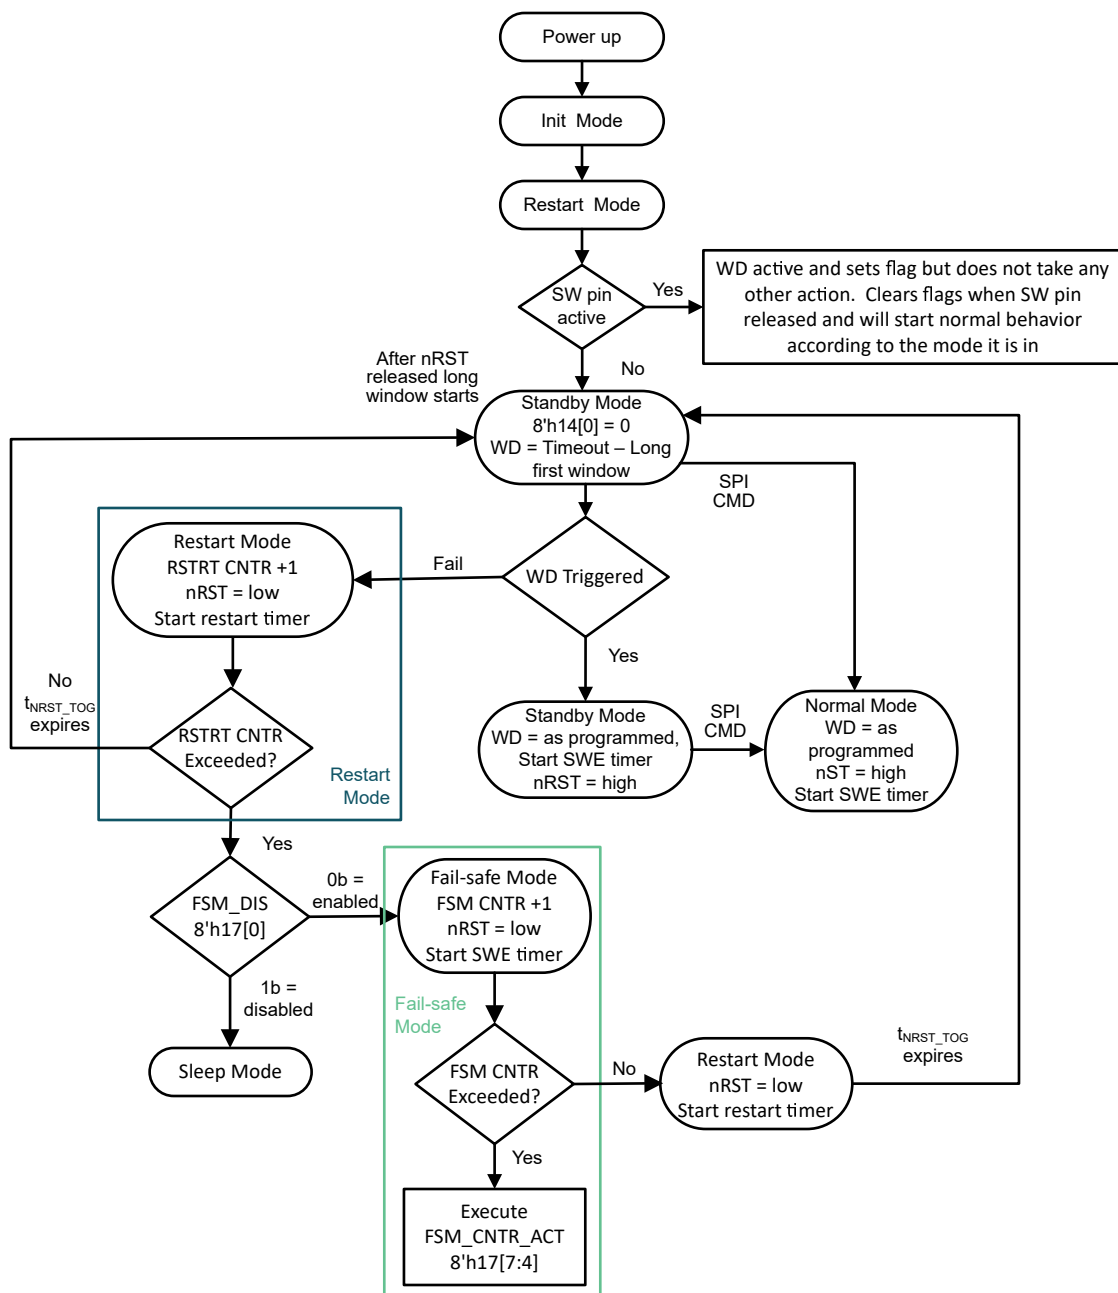 Power up
Init Mode
Restart Mode
SW pin
active
Yes
WD active and sets flag but does not take any
other action. Clears flags when SW pin
released and will start normal behavior
according to the mode it is in
After nRST
released long
window starts
No
Standby Mode
8'h14[0] = 0
WD = Timeout – Long
first window
SPI
CMD
Restart Mode
RSTRT CNTR +1
nRST = low
Start restart timer
Fail
WD Triggered
Yes
No
tNRST_TOG
expires
RSTRT CNTR
Exceeded?
Restart
Mode
Standby Mode
WD = as programmed,
Start SWE timer
nRST = high
SPI
CMD
Normal Mode
WD = as
programmed
nST = high
Start SWE timer
Yes
FSM_DIS
8'h17[0]
0b =
enabled
Fail-safe Mode
FSM CNTR +1
nRST = low
Start SWE timer
1b =
disabled
Fail-safe
Mode
Sleep Mode
FSM CNTR
Exceeded?
No
Restart Mode
nRST = low
Start restart timer
tNRST_TOG
expires
Yes
Execute
FSM_CNTR_ACT
8'h17[7:4]